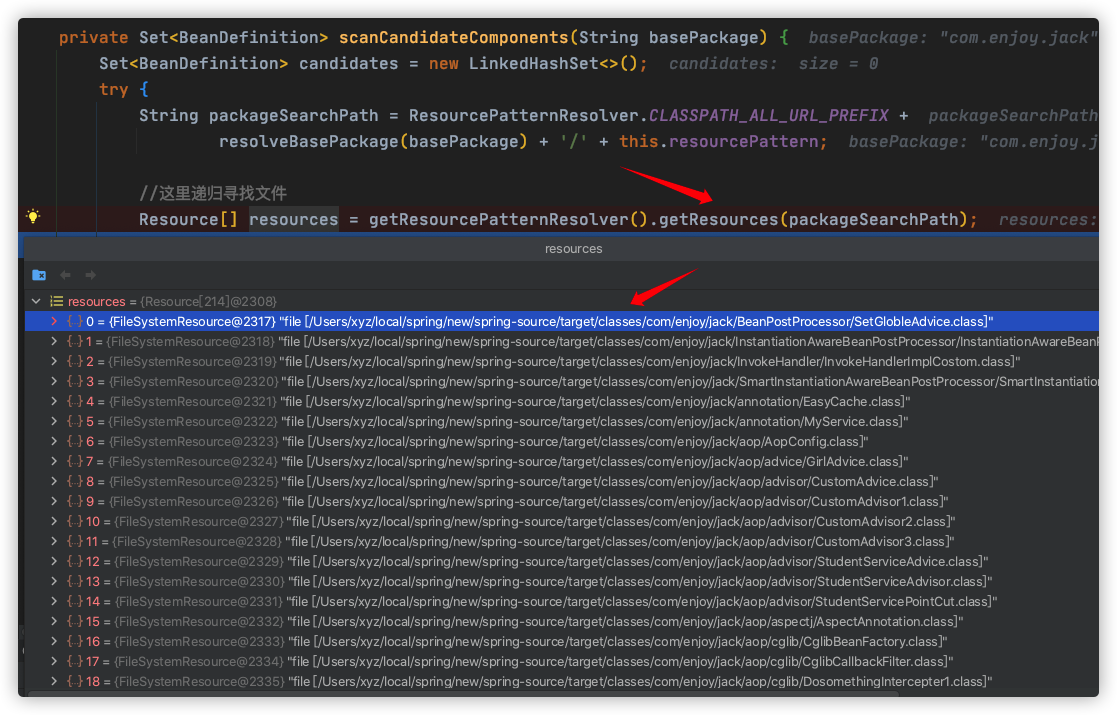 private Set<BeanDefinition> scanCandidateComponents(String basePackage) { basePackage: "com.enjoy.jack"
Set<BeanDefinition> candidates = new LinkedHashSet<>(); candidates: size = 0
try {
String packageSearchPath = ResourcePatternResolver.CLASSPATH_ALL_URL_PREFIX + packageSearchPath
resolveBasePackage(basePackage) + '/' + this.resourcePattern; basePackage: "com.enjoy.j
//这里递归寻找文件
Resource[] resources = getResourcePatternResolver().getResources(packageSearchPath); resources:
resources
resources = {Resource[214]@2308}
0 = {FileSystemResource@2317} "file [/Users/xyz/local/spring/new/spring-source/target/classes/com/enjoy/jack/BeanPostProcessor/SetGlobleAdvice.class]"
1 = {FileSystemResource@2318} "file [/Users/xyz/local/spring/new/spring-source/target/classes/com/enjoy/jack/InstantiationAwareBeanPostProcessor/InstantiationAwareBeanP
2 = {FileSystemResource@2319} "file [/Users/xyz/local/spring/new/spring-source/target/classes/com/enjoy/jack/InvokeHandler/InvokeHandlerImplCostom.class]"
3 = {FileSystemResource@2320} "file [/Users/xyz/local/spring/new/spring-source/target/classes/com/enjoy/jack/SmartInstantiationAwareBeanPostProcessor/SmartInstantiation
4 = {FileSystemResource@2321} "file [/Users/xyz/local/spring/new/spring-source/target/classes/com/enjoy/jack/annotation/EasyCache.class]"
5 = {FileSystemResource@2322} "file [/Users/xyz/local/spring/new/spring-source/target/classes/com/enjoy/jack/annotation/MyService.class]"
6 = {FileSystemResource@2323} "file [/Users/xyz/local/spring/new/spring-source/target/classes/com/enjoy/jack/aop/AopConfig.class]"
7 = {FileSystemResource@2324} "file [/Users/xyz/local/spring/new/spring-source/target/classes/com/enjoy/jack/aop/advice/GirlAdvice.class]"
8 = {FileSystemResource@2325} "file [/Users/xyz/local/spring/new/spring-source/target/classes/com/enjoy/jack/aop/advisor/CustomAdvice.class]"
9 = {FileSystemResource@2326} "file [/Users/xyz/local/spring/new/spring-source/target/classes/com/enjoy/jack/aop/advisor/CustomAdvisor1.class]"
10 = {FileSystemResource@2327} "file [/Users/xyz/local/spring/new/spring-source/target/classes/com/enjoy/jack/aop/advisor/CustomAdvisor2.class]"
11 = {FileSystemResource@2328} "file [/Users/xyz/local/spring/new/spring-source/target/classes/com/enjoy/jack/aop/advisor/CustomAdvisor3.class]"
12 = {FileSystemResource@2329} "file [/Users/xyz/local/spring/new/spring-source/target/classes/com/enjoy/jack/aop/advisor/StudentServiceAdvice.class]"
13 = {FileSystemResource@2330} "file [/Users/xyz/local/spring/new/spring-source/target/classes/com/enjoy/jack/aop/advisor/StudentServiceAdvisor.class]"
14 = {FileSystemResource@2331} "file [/Users/xyz/local/spring/new/spring-source/target/classes/com/enjoy/jack/aop/advisor/StudentServicePointCut.class]"
15 = {FileSystemResource@2332} "file [/Users/xyz/local/spring/new/spring-source/target/classes/com/enjoy/jack/aop/aspectj/AspectAnnotation.class]"
16 = {FileSystemResource@2333} "file [/Users/xyz/local/spring/new/spring-source/target/classes/com/enjoy/jack/aop/cglib/CglibBeanFactory.class]"
17 = {FileSystemResource@2334} "file [/Users/xyz/local/spring/new/spring-source/target/classes/com/enjoy/jack/aop/cglib/CglibCallbackFilter.class]"
18 = {FileSystemResource@2335} "file [/Users/xyz/local/spring/new/spring-source/target/classes/com/enjoy/jack/aop/cglib/DosomethingIntercepter1.class]"